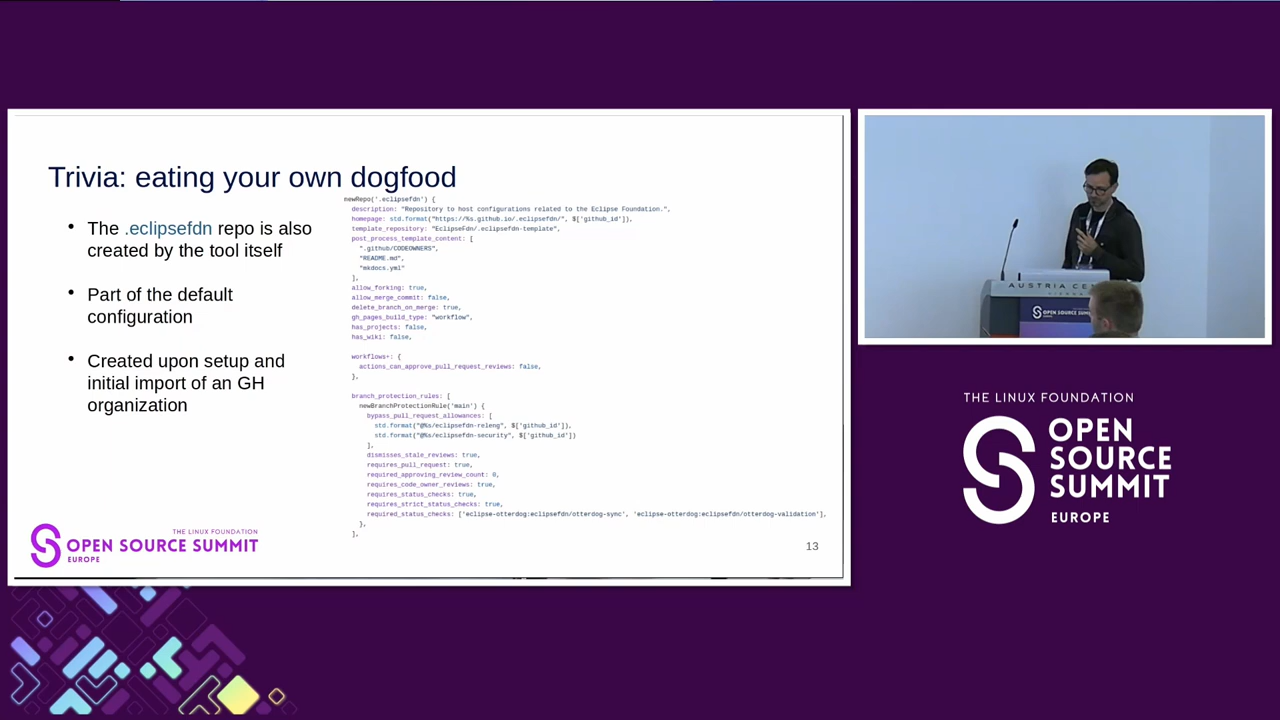 Trivia: eating your own dogfood
• The .eclipsefdn repo is also
created by the tool itself
• Part of the default
configuration
• Created upon setup and
initial import of an GH
organization
newRepo('.eclipsefdn') {
description: "Repository to host configurations related to the Eclipse Foundation.",
homepage: std.format("https://%s.github.io/.eclipsefdn/", $['github_id']),
template_repository: "EclipseFdn/.eclipsefdn-template",
post_process_template_content: [
".github/CODEOWNERS",
"README.md",
"mkdocs.yml"
],
allow_forking: true,
allow_merge_commit: false,
delete_branch_on_merge: true,
gh_pages_build_type: "workflow",
has_projects: false,
has_wiki: false,
workflows+: {
actions_can_approve_pull_request_reviews: false,
},
branch_protection_rules: [
newBranchProtectionRule('main') {
bypass_pull_request_allowances: [
std.format("@%s/eclipsefdn-releng", $['github_id']),
std.format("@%s/eclipsefdn-security", $['github_id'])
],
dismisses_stale_reviews: true,
requires_pull_request: true,
required_approving_review_count: 0,
requires_code_owner_reviews: true,
requires_status_checks: true,
requires_strict_status_checks: true,
required_status_checks: ['eclipse-otterdog:eclipsefdn/otterdog-sync', 'eclipse-otterdog:eclipsefdn/otterdog-validation'],
},
],
THE LINUX FOUNDATION
OPEN SOURCE SUMMIT
EUROPE
13
AUSTRIA CE
OPEN SOURCE SUMM
THE LINUX FOUNDATION
OPEN
SOURCE
SUMMIT
EUROPE